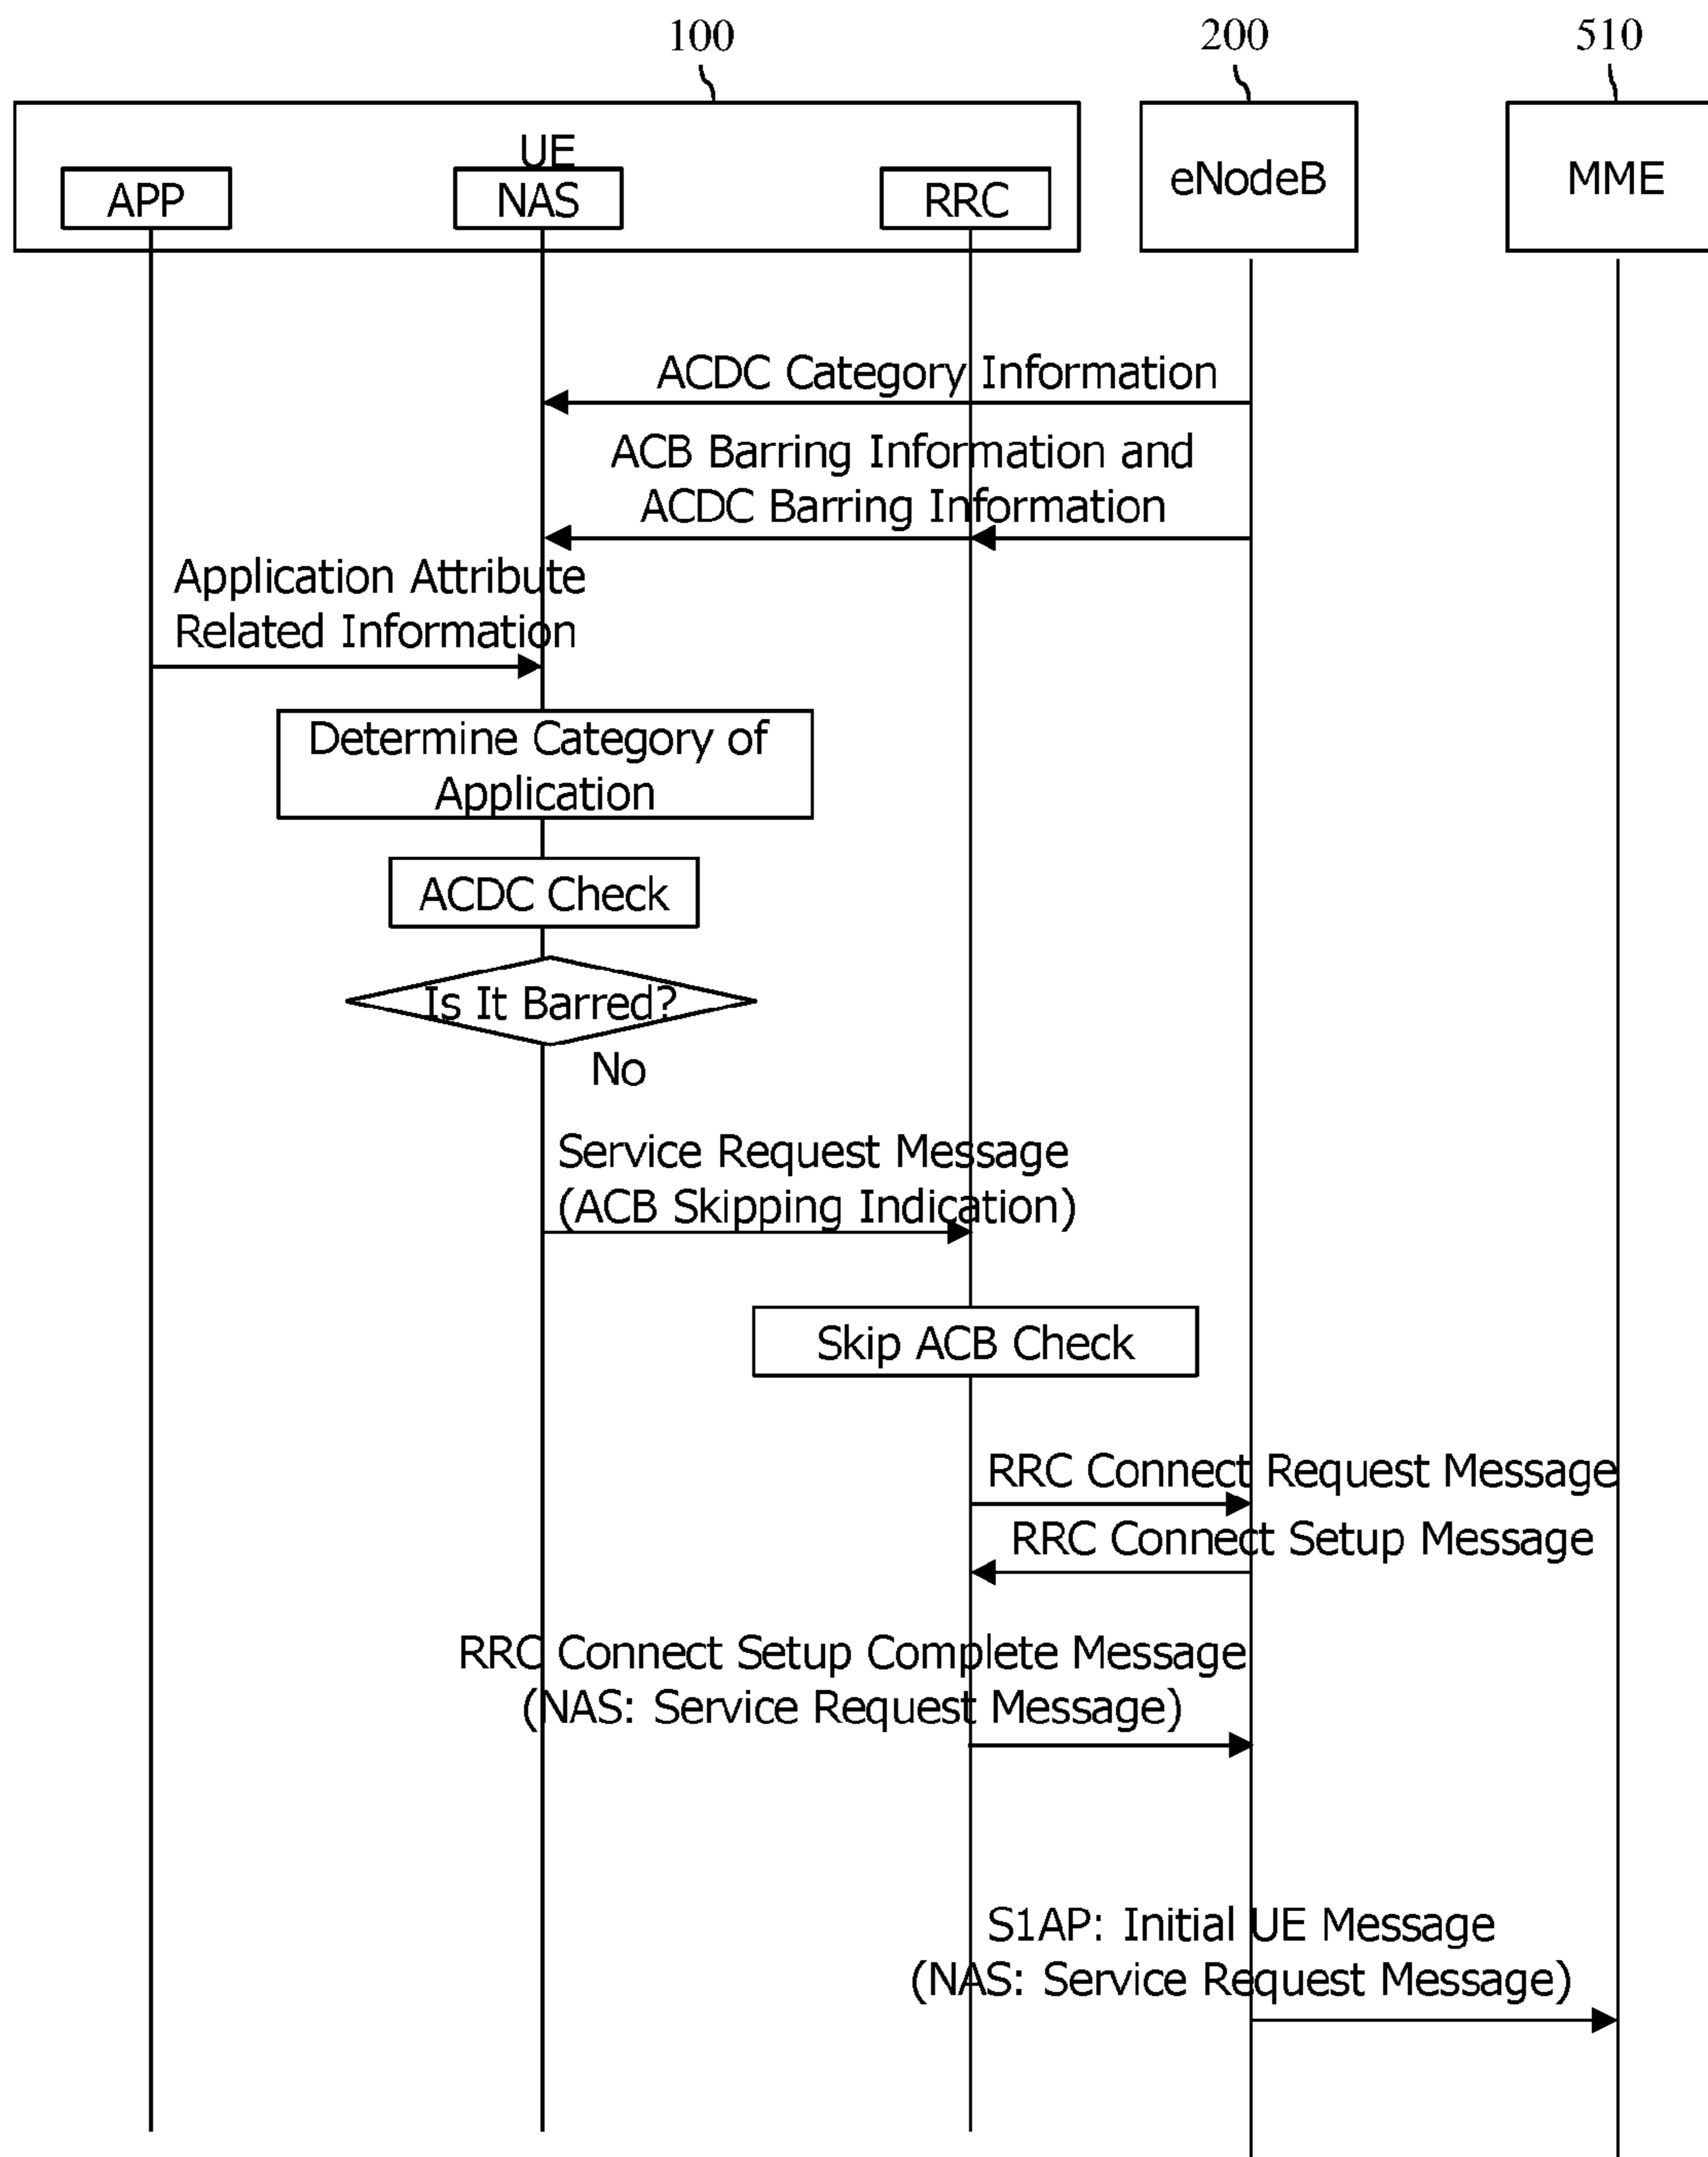 100
200
510
UE
APP
NAS
RRC
eNodeB
MME
ACDC Category Information
ACB Barring Information and
ACDC Barring Information
Application Attribute
Related Information
Determine Category of
Application
ACDC Check
Is It Barred?
No
Service Request Message
(ACB Skipping Indication)
Skip ACB Check
RRC Connect Request Message
RRC Connect Setup Message
RRC Connect Setup Complete Message
(NAS: Service Request Message)
S1AP: Initial UE Message
(NAS: Service Request Message)